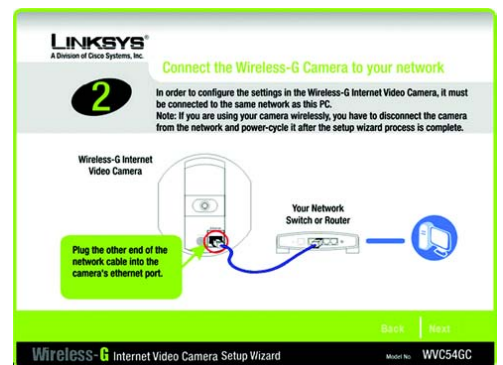 LINKSYS®
A Division of Cisco Systems, Inc.
Connect the Wireless-G Camera to your network
2
In order to configure the settings in the Wireless-G Internet Video Camera, it must
be connected to the same network as this PC.
Note: If you are using your camera wirelessly, you have to disconnect the camera
from the network and power-cycle it after the setup wizard process is complete.
Wireless-G Internet
Video Camera
Your Network
Switch or Router
Plug the other end of the
network cable into the
camera's ethernet port.
Back Next
Wireless-G Internet Video Camera Setup Wizard
Model No WVC54GC